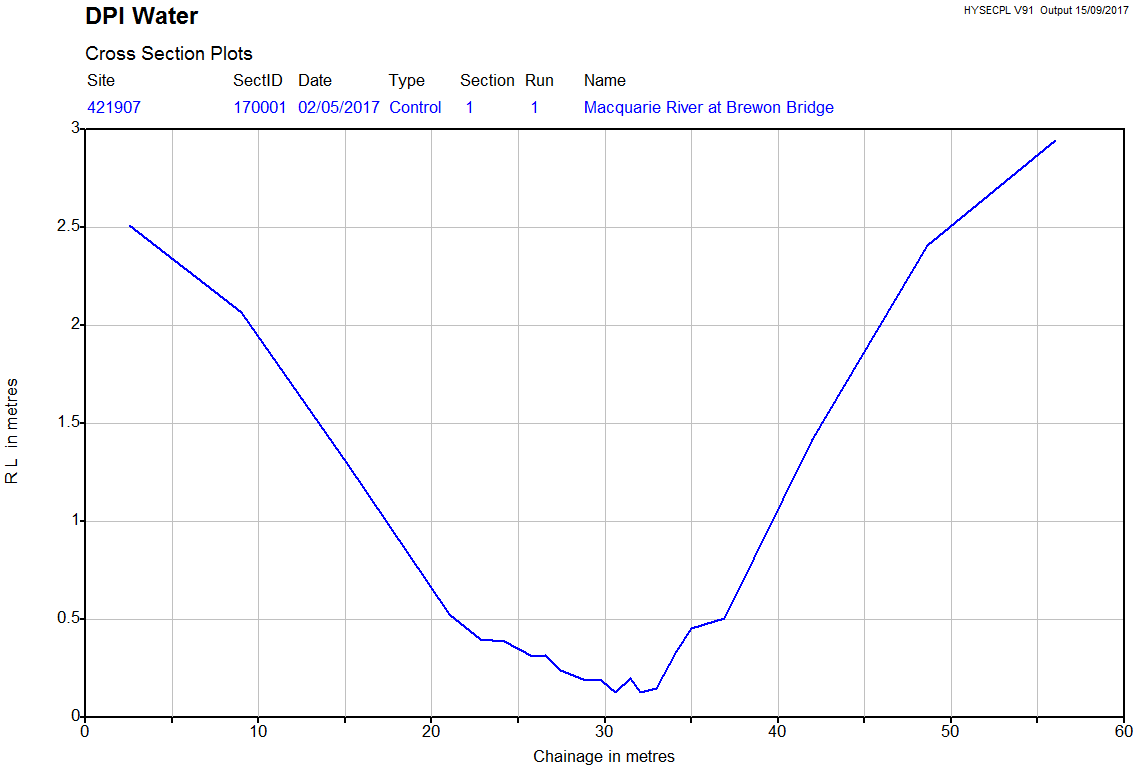 DPI Water
HYSECPL V91 Output 15/09/2017
Cross Section Plots
Site SectID Date Type Section Run Name
421907 170001 02/05/2017 Control 1 1 Macquarie River at Brewon Bridge
3
2.5
2
1.5
1
0.5
0
R L in metres
0 10 20 30 40 50 60
Chainage in metres